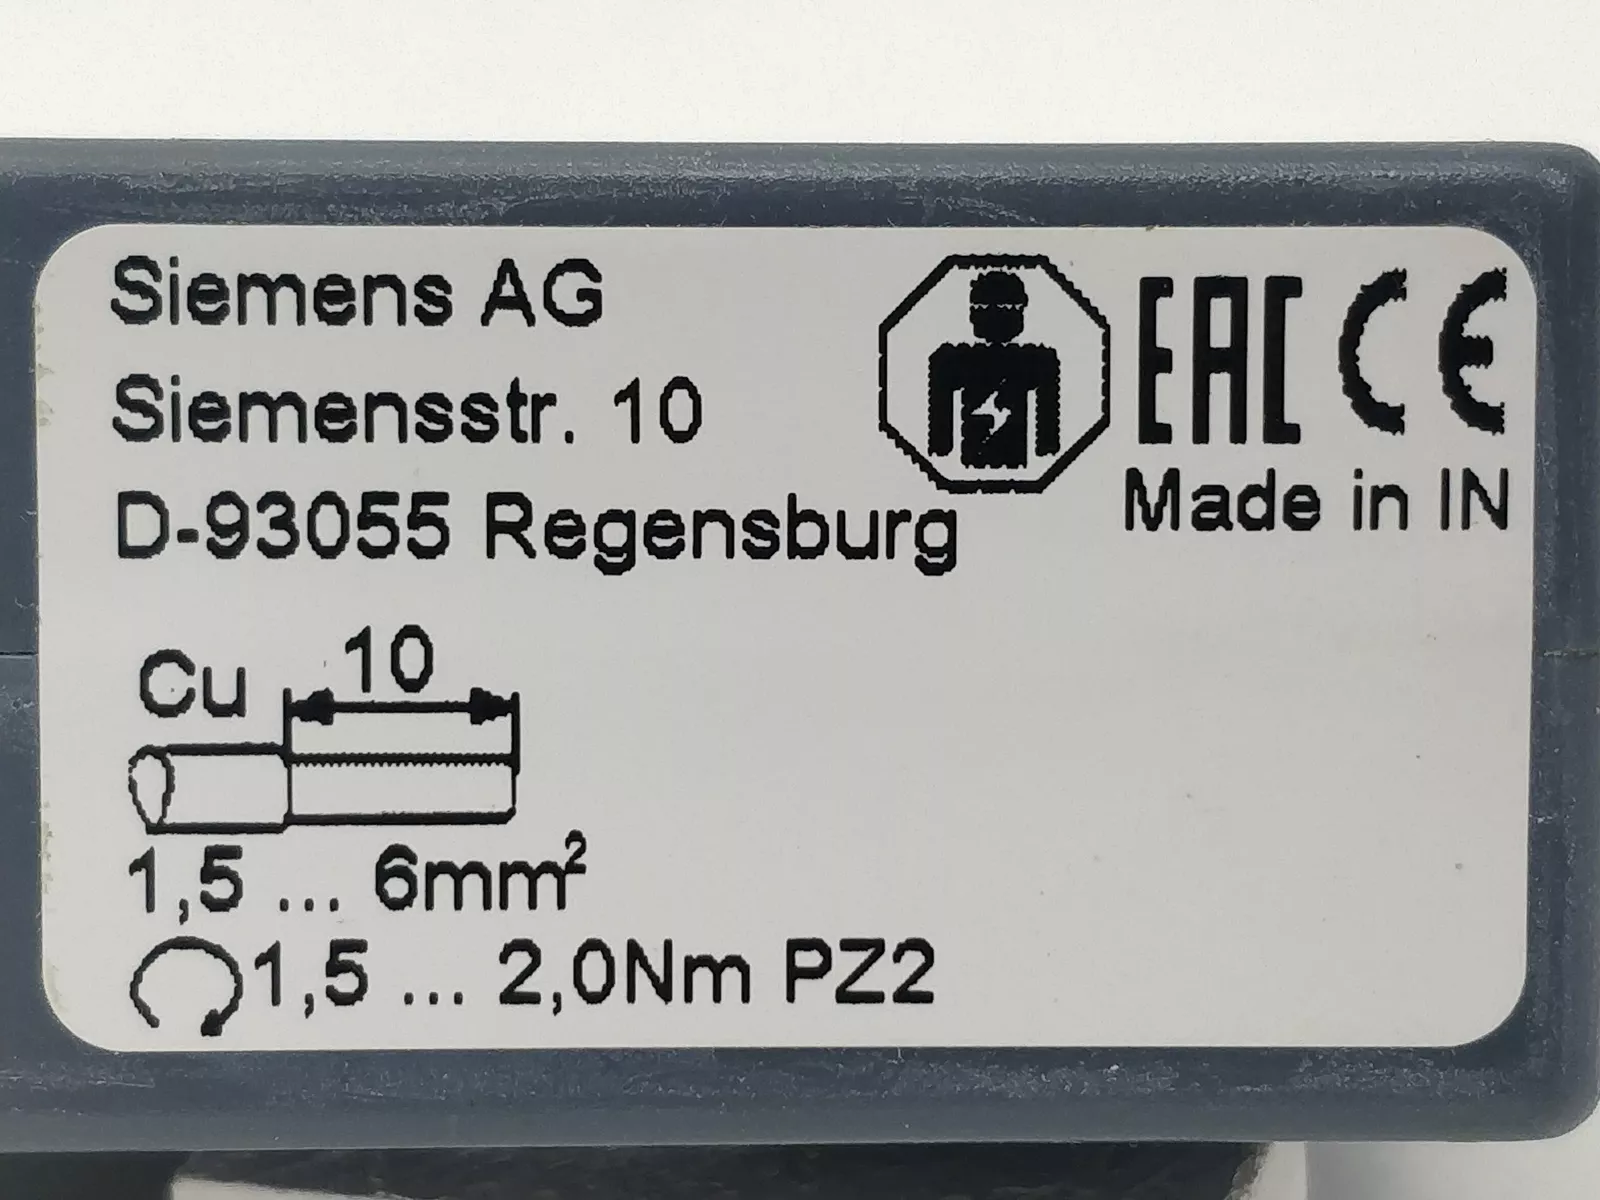 Siemens AG
Siemensstr. 10
D-93055 Regensburg
EAC CE
Made in IN
Cu
10
1,5 ... 6mm²
1,5 ... 2,0Nm PZ2